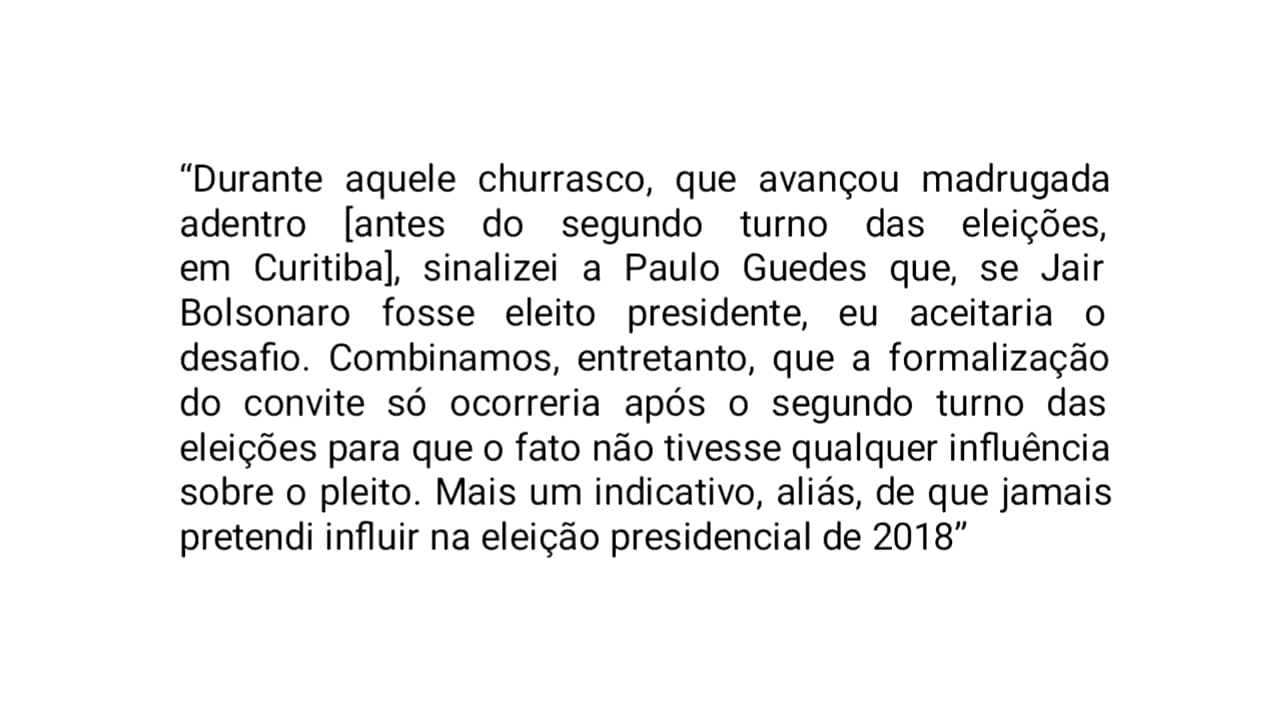 “Durante aquele churrasco, que avançou madrugada
adentro [antes do segundo turno das eleições,
em Curitiba], sinalizei a Paulo Guedes que, se Jair
Bolsonaro fosse eleito presidente, eu aceitaria o
desafio. Combinamos, entretanto, que a formalização
do convite só ocorreria após o segundo turno das
eleições para que o fato não tivesse qualquer influência
sobre o pleito. Mais um indicativo, aliás, de que jamais
pretendi influir na eleição presidencial de 2018”